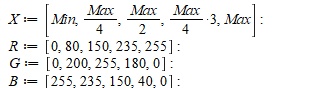 X := [Min, Max/4, Max/2, Max/4 · 3, Max] :
R := [0, 80, 150, 235, 255] :
G := [0, 200, 255, 180, 0] :
B := [255, 235, 150, 40, 0] :